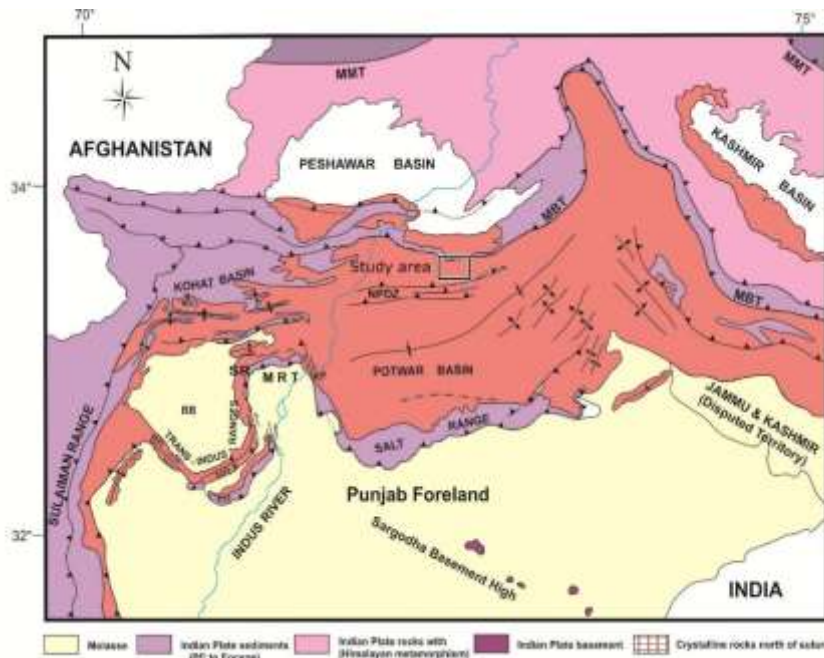 70°
75°
N
MMT
MMT
AFGHANISTAN
PESHAWAR BASIN
KASHMIR
BASIN
34°
MBT
Study area
KOHAT BASIN
NPDZ
MBT
SR
MRT
POTWAR BASIN
BB
TRANS-INDUS
RANGES
SALT RANGE
JAMMU & KASHMIR
(Disputed
Territory)
SULAIMAN RANGE
Punjab Foreland
INDUS RIVER
32°
Sargodha Basement High
INDIA
Molasse
Indian Plate sediments
Indian Plate rocks with
(Himalayan metamorphism)
Indian Plate basement
Crystalline rocks north of suture